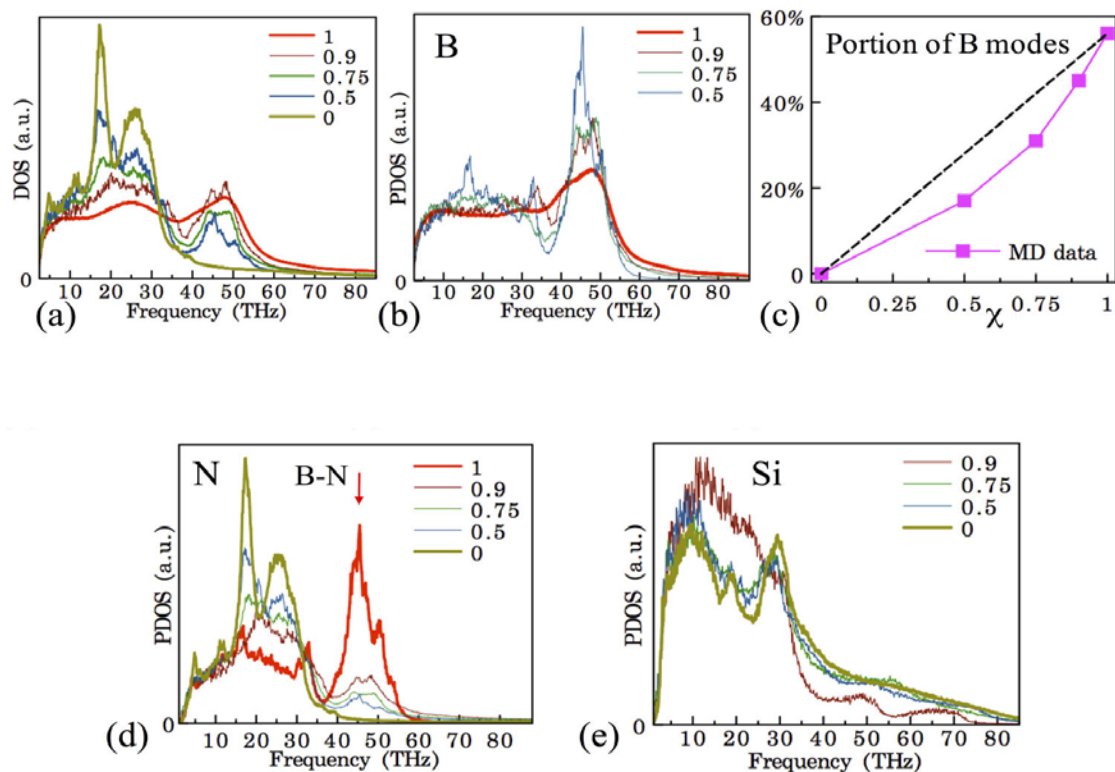 DOS (a.u.)
1
0.9
0.75
0.5
0
0
10 20 30 40 50 60 70 80
Frequency (THz)
(a)
B
PDOS (a.u.)
1
0.9
0.75
0.5
0
10 20 30 40 50 60 70 80
Frequency (THz)
(b)
Portion of B modes
60%
40%
20%
0
MD data
0 0.25 0.5 0.75 1
χ
(c)
N
B-N
PDOS (a.u.)
1
0.9
0.75
0.5
0
0
10 20 30 40 50 60 70 80
Frequency (THz)
(d)
Si
PDOS (a.u.)
0.9
0.75
0.5
0
0
10 20 30 40 50 60 70 80
Frequency (THz)
(e)